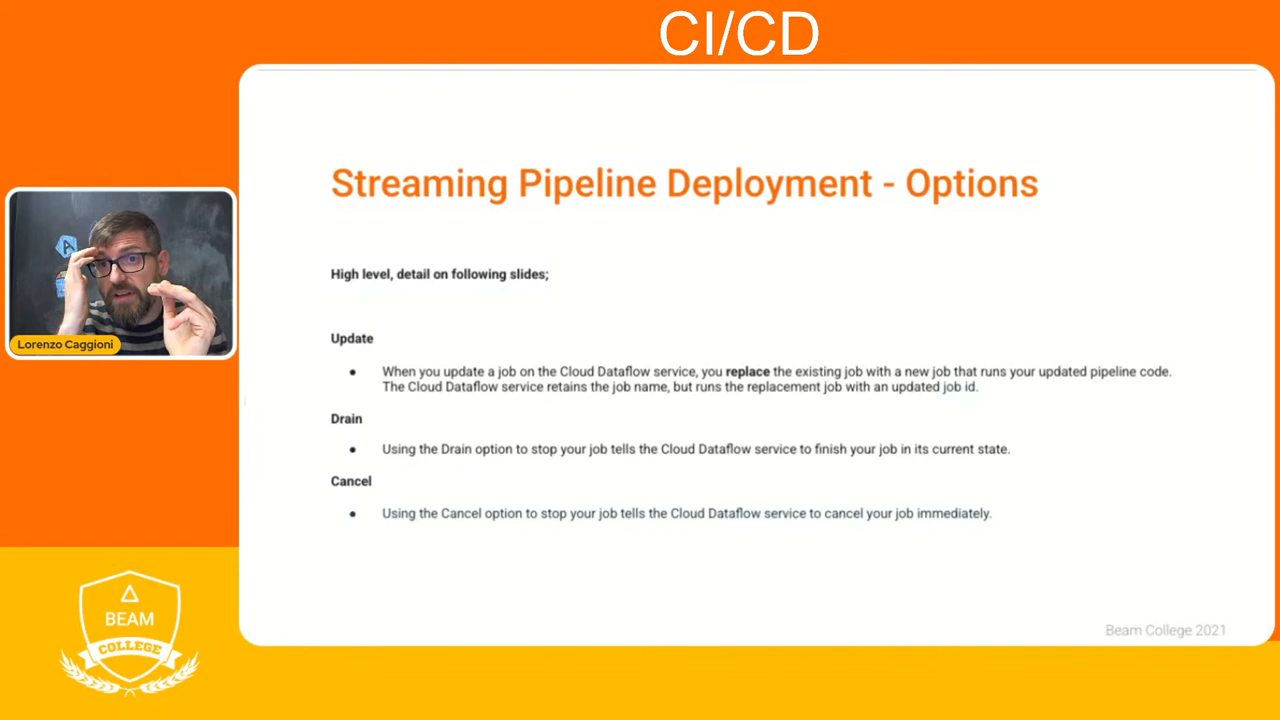 CI/CD
Streaming Pipeline Deployment - Options
High level, detail on following slides;
Update
● When you update a job on the Cloud Dataflow service, you replace the existing job with a new job that runs your updated pipeline code.
The Cloud Dataflow service retains the job name, but runs the replacement job with an updated job id.
Drain
● Using the Drain option to stop your job tells the Cloud Dataflow service to finish your job in its current state.
Cancel
● Using the Cancel option to stop your job tells the Cloud Dataflow service to cancel your job immediately.
A
Lorenzo Caggioni
BEAM
COLLEGE
Beam College 2021